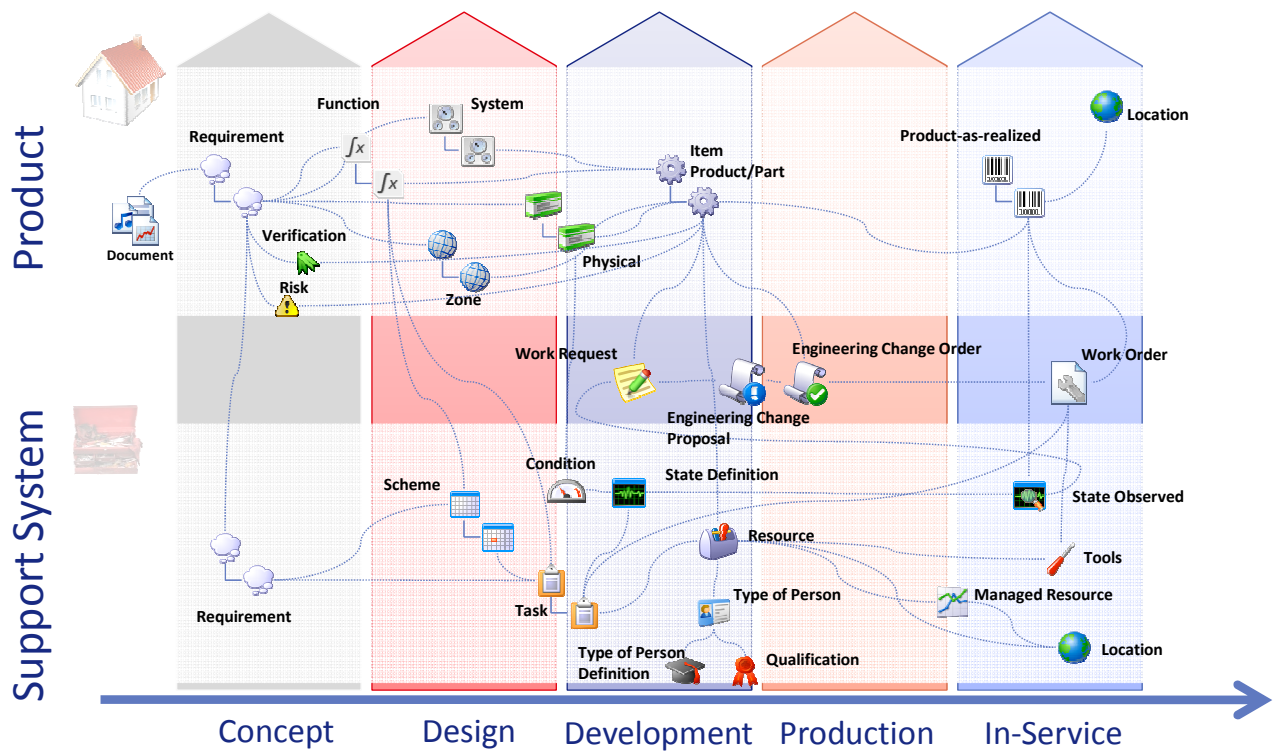 Product
Support System
Function
System
Requirement
Document
Verification
Risk
Zone
Physical
Item
Product/Part
Product-as-realized
Location
Work Request
Engineering Change Order
Work Order
Engineering Change
Proposal
Condition
State Definition
Scheme
State Observed
Resource
Tools
Requirement
Task
Type of Person
Managed Resource
Type of Person
Definition
Qualification
Location
Concept
Design
Development
Production
In-Service